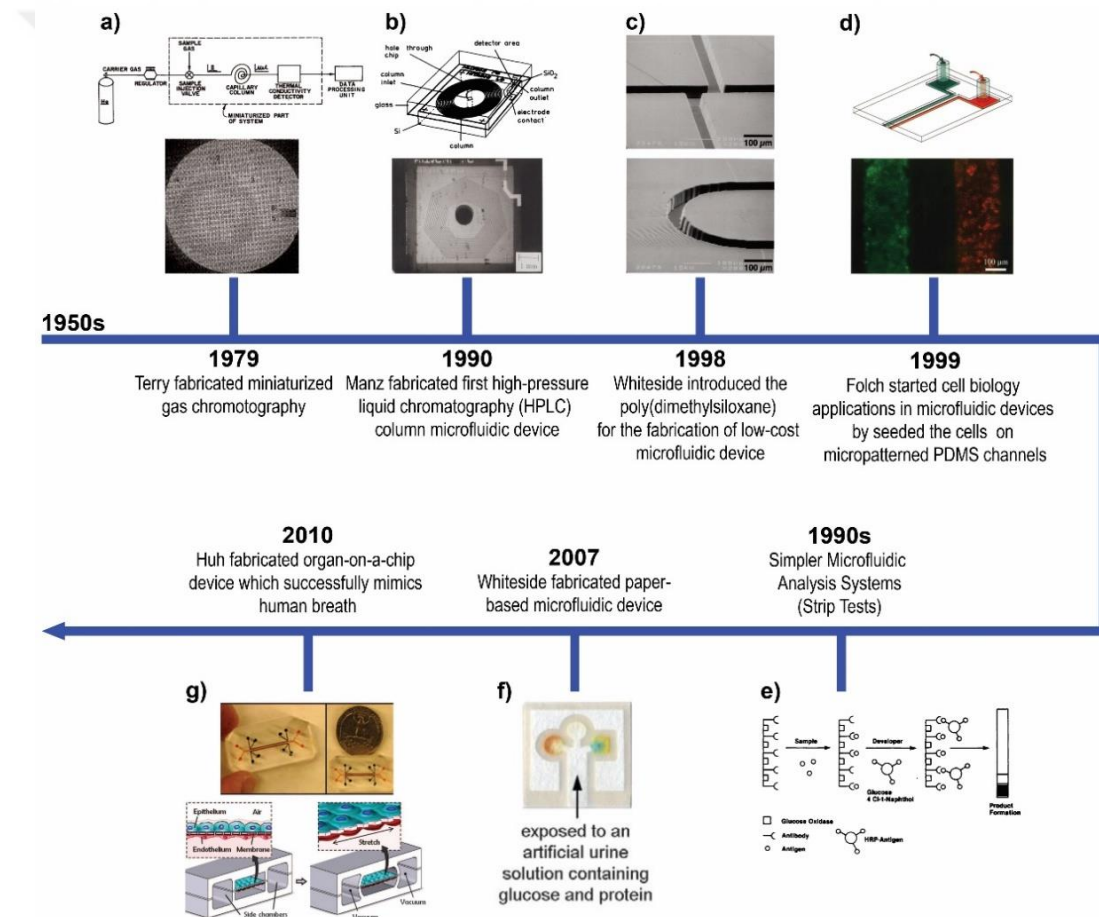 a)
SAMPLE
GAS
CARRIER GAS
REGULATOR
SAMPLE
INJECTION
VALVE
CAPILLARY
COLUMN
THERMAL
CONDUCTIVITY
DETECTOR
DATA
PROCESSING
UNIT
MINIATURIZED PART
OF SYSTEM
b)
hole
through
chip
detector area
column
inlet
SiO2
column
outlet
glass
electrode
contact
Si
column
1 mm
c)
100 µm
100 µm
d)
100 µm
1950s
1979
Terry fabricated miniaturized
gas chromotography
1990
Manz fabricated first high-pressure
liquid chromatography (HPLC)
column microfluidic device
1998
Whiteside introduced the
poly(dimethylsiloxane)
for the fabrication of low-cost
microfluidic device
1999
Folch started cell biology
applications in microfluidic devices
by seeded the cells on
micropatterned PDMS channels
2010
Huh fabricated organ-on-a-chip
device which successfully mimics
human breath
2007
Whiteside fabricated paper-
based microfluidic device
1990s
Simpler Microfluidic
Analysis Systems
(Strip Tests)
g)
Epithelium Air
Endothelium Membrane
Stretch
Side chambers
Vacuum
Vacuum
f)
exposed to an
artificial urine
solution containing
glucose and protein
e)
Sample
Developer
Glucose
4 Cl-1-Naphthol
Product
Formation
Glucose Oxidase
Antibody
Antigen
HRP-Antigen